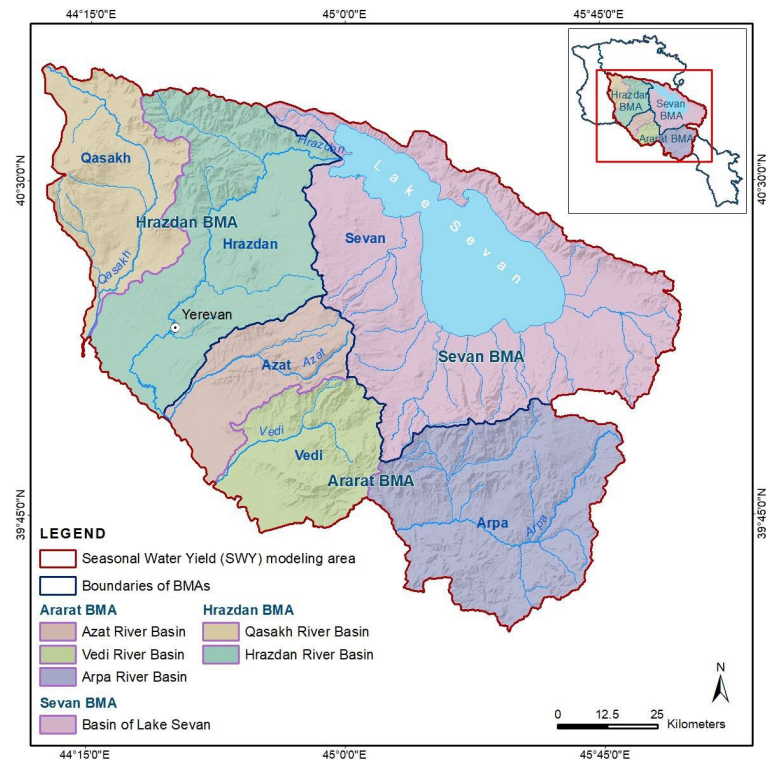 44°15'0"E
45°0'0"E
45°45'0"E
40°30'0"N
40°30'0"N
39°45'0"N
39°45'0"N
Hrazdan
BMA
Sevan
BMA
Ararat BMA
Qasakh
Hrazdan
Lake Sevan
Hrazdan BMA
Hrazdan
Sevan
Qasakh
Yerevan
Azat
Azat
Sevan BMA
Vedi
Vedi
Ararat BMA
Arpa
Arpa
LEGEND
Seasonal Water Yield (SWY) modeling area
Boundaries of BMAs
Ararat BMA
Azat River Basin
Vedi River Basin
Arpa River Basin
Hrazdan BMA
Qasakh River Basin
Hrazdan River Basin
Sevan BMA
Basin of Lake Sevan
N
0 12.5 25
Kilometers
44°15'0"E
45°0'0"E
45°45'0"E